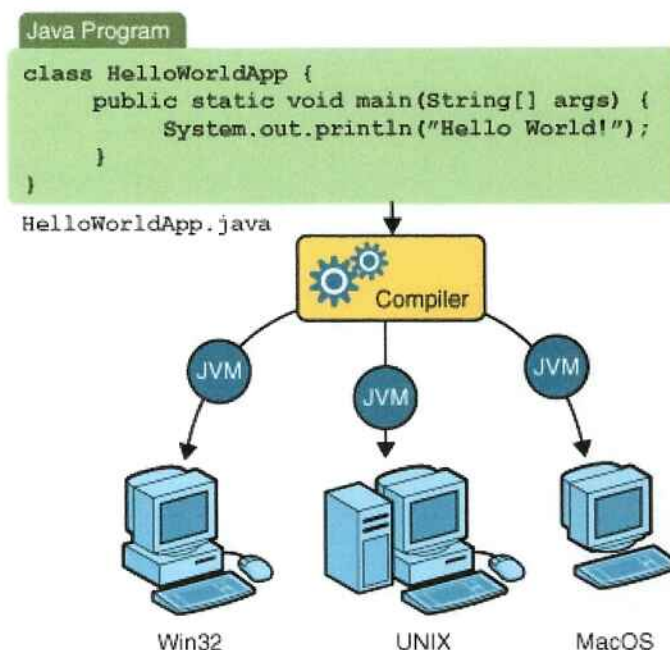 Java Program
class HelloWorldApp {
public static void main(String[] args) {
System.out.println("Hello World!");
}
}
HelloWorldApp.java
Compiler
JVM
JVM
JVM
Win32
UNIX
MacOS